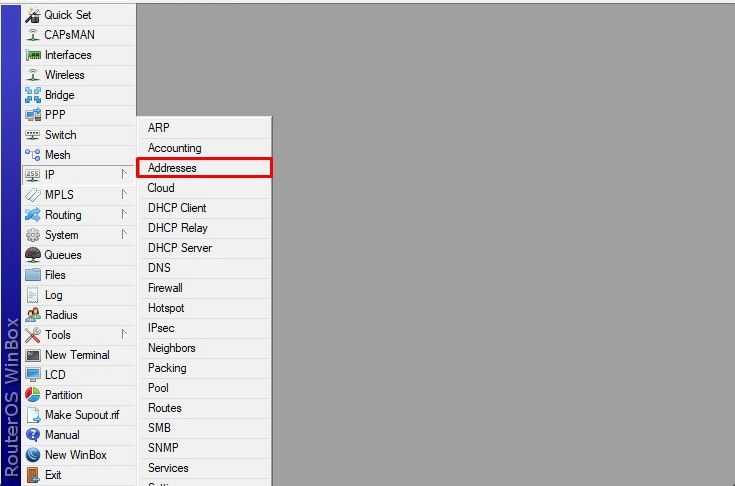 Quick Set
CAPsMAN
Interfaces
Wireless
Bridge
PPP
Switch
Mesh
IP
MPLS
Routing
System
Queues
Files
Log
Radius
Tools
New Terminal
LCD
Partition
Make Supout.rif
Manual
New WinBox
Exit
ARP
Accounting
Addresses
Cloud
DHCP Client
DHCP Relay
DHCP Server
DNS
Firewall
Hotspot
IPsec
Neighbors
Packing
Pool
Routes
SMB
SNMP
Services
RouterOS WinBox
255